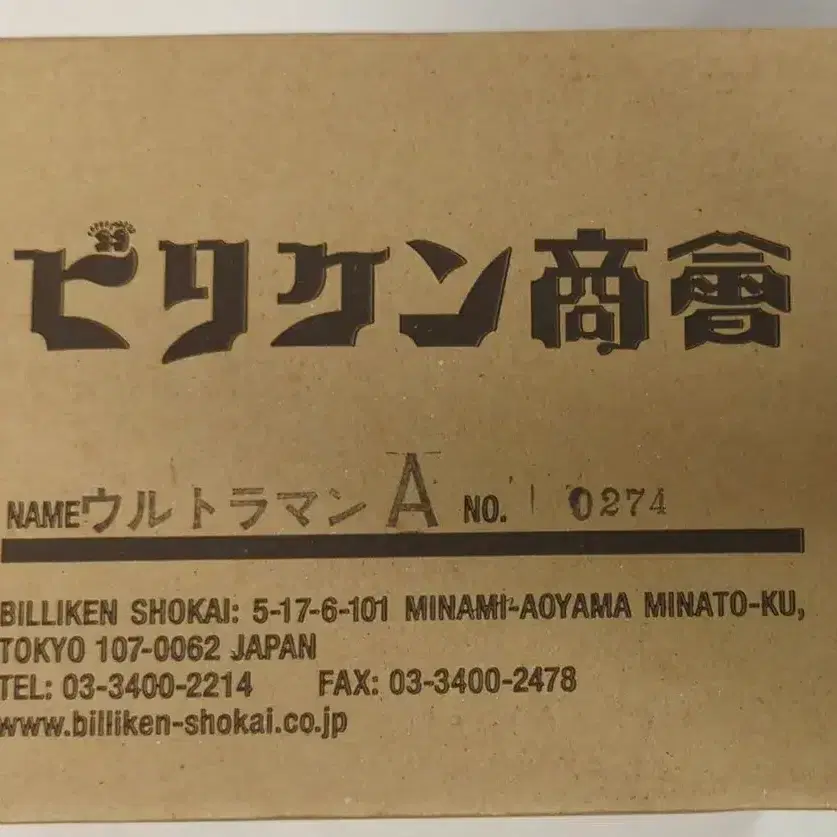 ビリケン商會
NAME ウルトラマン A NO. 0274
BILLIKEN SHOKAI: 5-17-6-101 MINAMI-AOYAMA MINATO-KU,
TOKYO 107-0062 JAPAN
TEL: 03-3400-2214 FAX: 03-3400-2478
www.billiken-shokai.co.jp